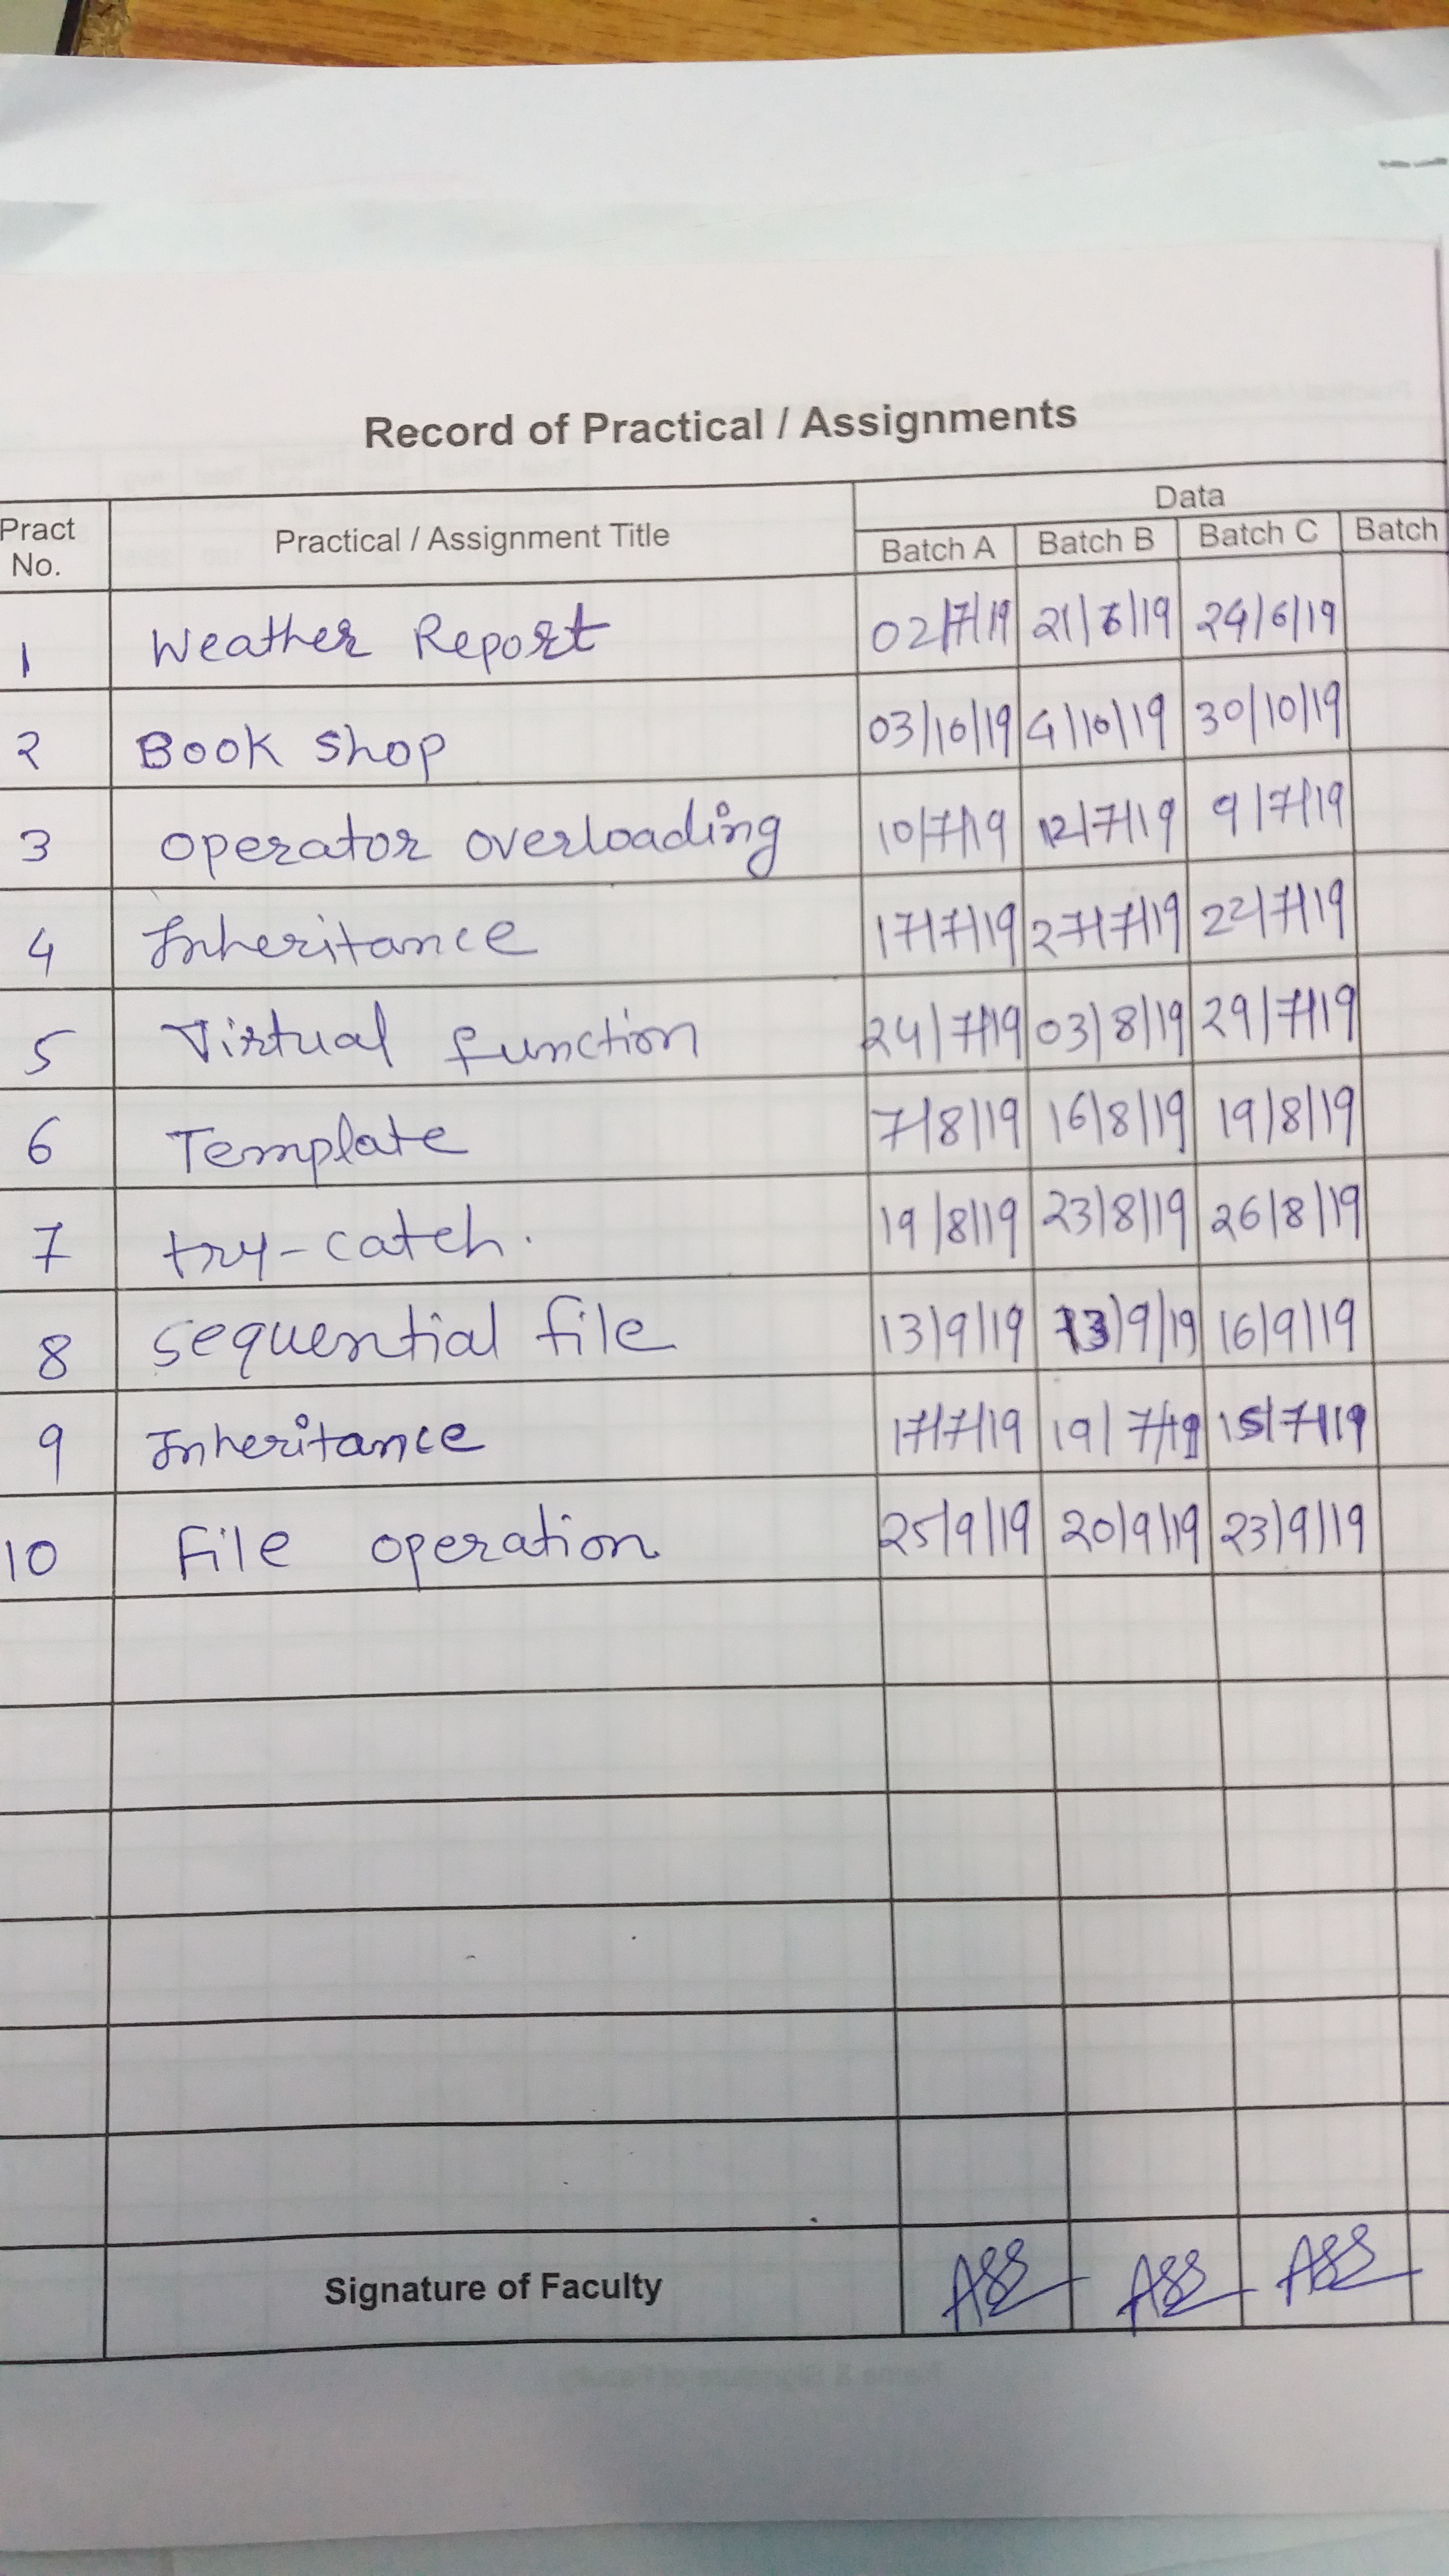 Record of Practical / Assignments
Pract No. Practical / Assignment Title Data
Batch A Batch B Batch C Batch
1 Weather Report 02/7/19 21/6/19 24/6/19
2 Book shop 03/10/19 4/10/19 30/10/19
3 operator overloading 10/7/19 12/7/19 9/7/19
4 Inheritance 17/7/19 27/7/19 22/7/19
5 Virtual function 24/7/19 03/8/19 29/7/19
6 Template 7/8/19 16/8/19 19/8/19
7 try-catch. 19/8/19 23/8/19 26/8/19
8 sequential file 13/9/19 13/9/19 16/9/19
9 Inheritance 17/7/19 19/7/19 15/7/19
10 File operation 25/9/19 20/9/19 23/9/19
Signature of Faculty